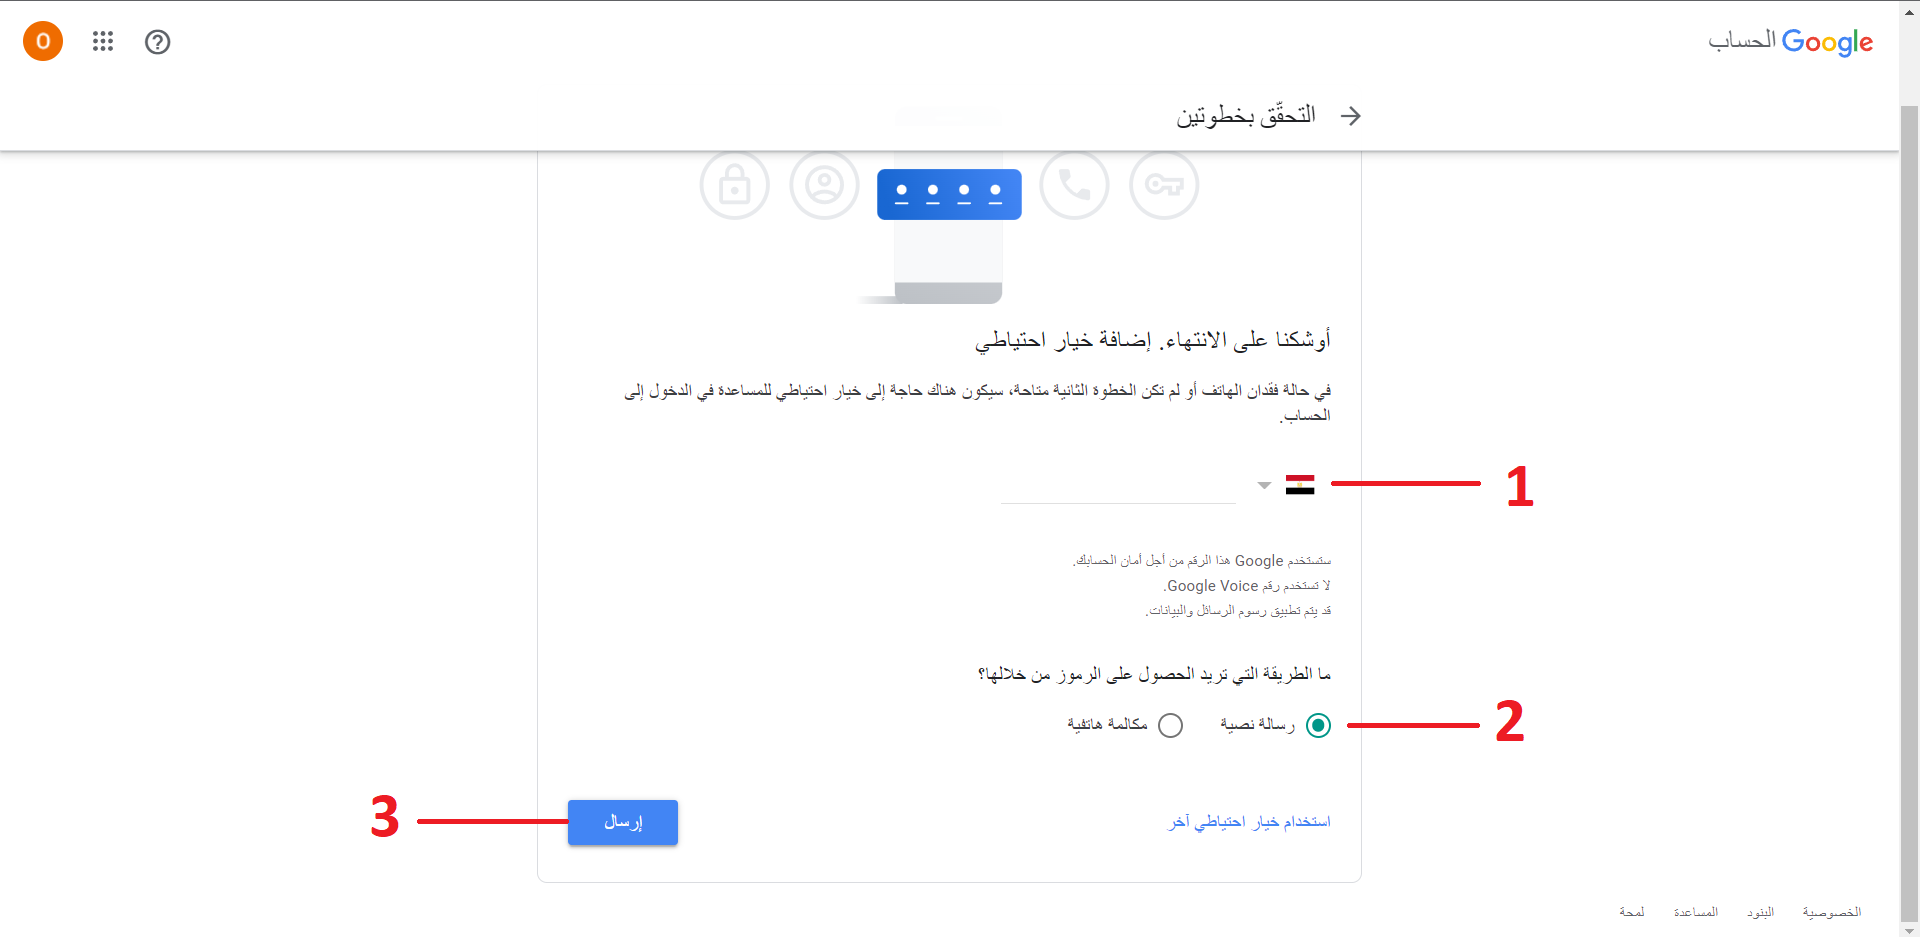 Google الحساب
O
التحقّق بخطوتين
أوشكنا على الانتهاء. إضافة خيار احتياطي
في حالة فقدان الهاتف أو لم تكن الخطوة الثانية متاحة، سيكون هناك حاجة إلى خيار احتياطي للمساعدة في الدخول إلى
الحساب.
1
ستستخدم Google هذا الرقم من أجل أمان الحسابك.
لا تستخدم رقم Google Voice.
قد يتم تطبيق رسوم الرسائل والبيانات.
ما الطريقة التي تريد الحصول على الرموز من خلالها؟
رسالة نصية
مكالمة هاتفية
2
استخدام خيار احتياطي آخر
إرسال
3
الخصوصية البنود المساعدة لمحة